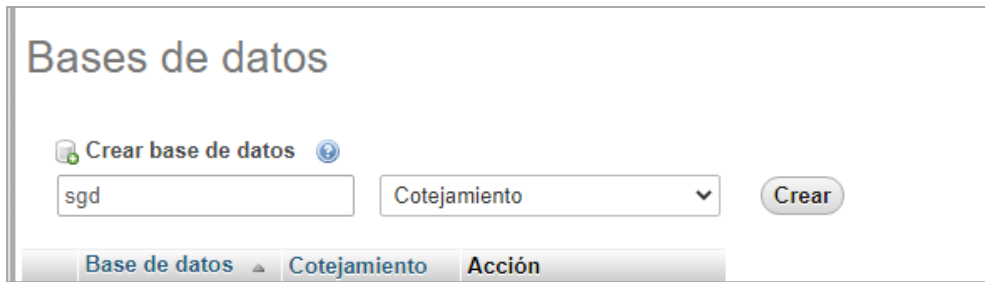 Bases de datos
Crear base de datos
sgd Cotejamiento Crear
Base de datos Cotejamiento Acción